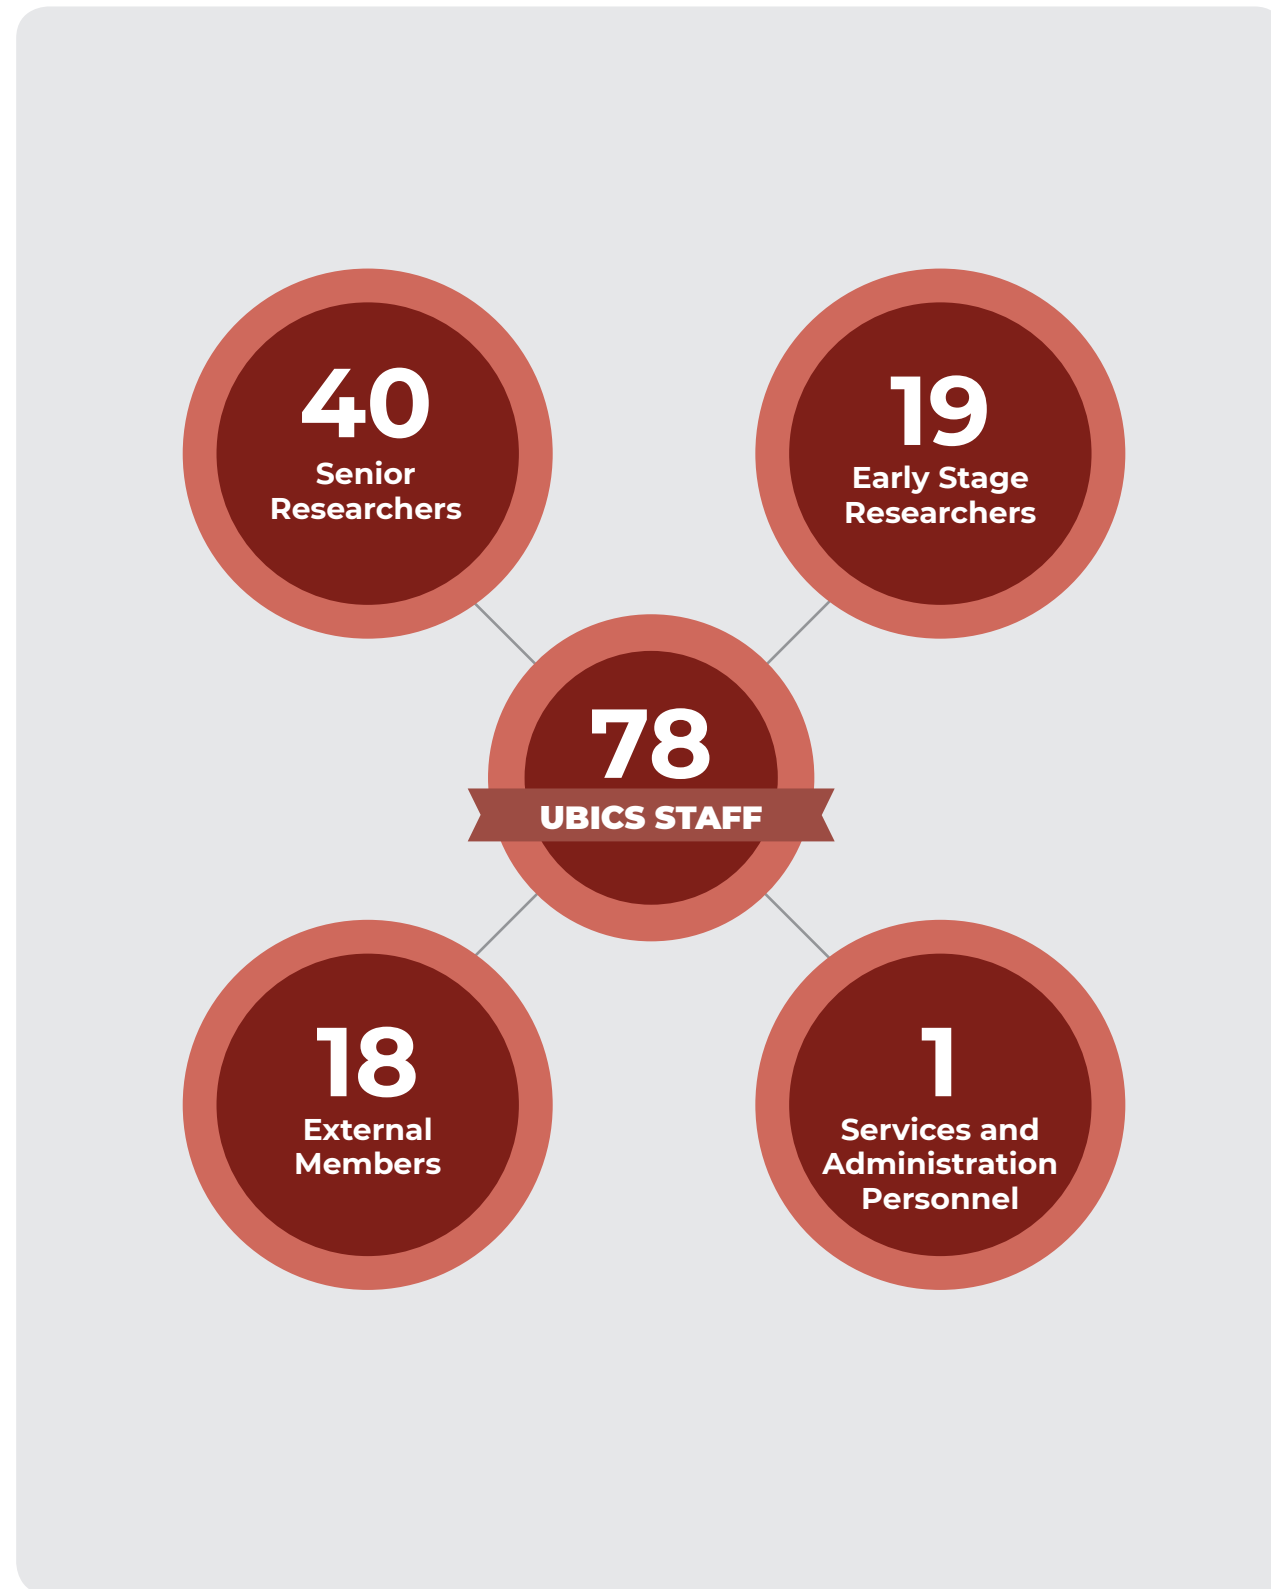 40
Senior
Researchers
19
Early Stage
Researchers
78
UBICS STAFF
18
External
Members
1
Services and
Administration
Personnel